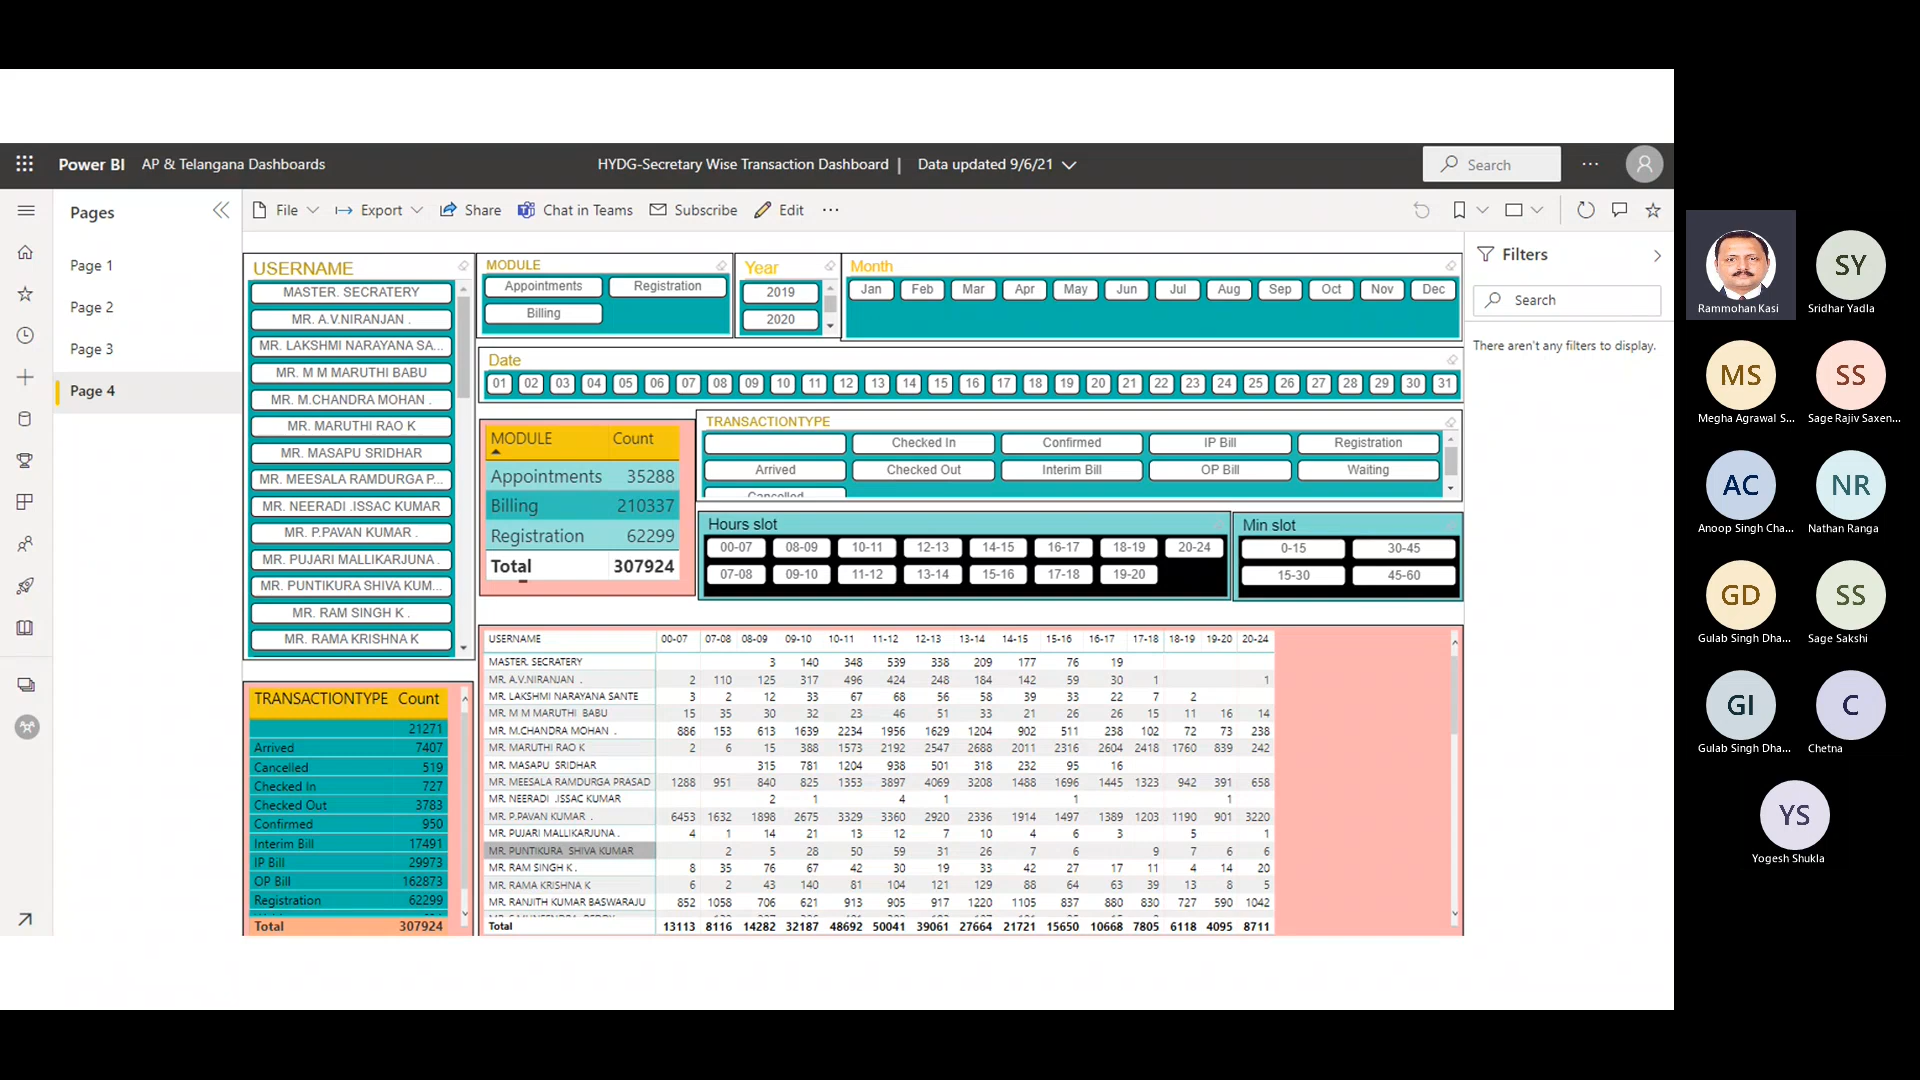 Power BI AP & Telangana Dashboards HYDG-Secretary Wise Transaction Dashboard | Data updated 9/6/21 Search
Pages File Export Share Chat in Teams Subscribe Edit
Page 1
Page 2
Page 3
Page 4
USERNAME
MASTER. SECRATERY
MR. A.V.NIRANJAN .
MR. LAKSHMI NARAYANA SA...
MR. M M MARUTHI BABU
MR. M.CHANDRA MOHAN .
MR. MARUTHI RAO K
MR. MASAPU SRIDHAR
MR. MEESALA RAMDURGA P...
MR. NEERADI .ISSAC KUMAR
MR. P.PAVAN KUMAR .
MR. PUJARI MALLIKARJUNA .
MR. PUNTIKURA SHIVA KUM...
MR. RAM SINGH K .
MR. RAMA KRISHNA K
MODULE
Appointments Registration
Billing
Year
2019
2020
Month
Jan Feb Mar Apr May Jun Jul Aug Sep Oct Nov Dec
Date
01 02 03 04 05 06 07 08 09 10 11 12 13 14 15 16 17 18 19 20 21 22 23 24 25 26 27 28 29 30 31
MODULE Count
Appointments 35288
Billing 210337
Registration 62299
Total 307924
TRANSACTIONTYPE
Checked In Confirmed IP Bill Registration
Arrived Checked Out Interim Bill OP Bill Waiting
Cancelled
Hours slot
00-07 08-09 10-11 12-13 14-15 16-17 18-19 20-24
07-08 09-10 11-12 13-14 15-16 17-18 19-20
Min slot
0-15 30-45
15-30 45-60
Filters
Search
There aren't any filters to display.
TRANSACTIONTYPE Count
21271
Arrived 7407
Cancelled 519
Checked In 727
Checked Out 3783
Confirmed 950
Interim Bill 17491
IP Bill 29973
OP Bill 162873
Registration 62299
Total 307924
USERNAME 00-07 07-08 08-09 09-10 10-11 11-12 12-13 13-14 14-15 15-16 16-17 17-18 18-19 19-20 20-24
MASTER. SECRATERY 3 140 348 539 338 209 177 76 19
MR. A.V.NIRANJAN . 2 110 125 317 496 424 248 184 142 59 30 1 1
MR. LAKSHMI NARAYANA SANTE 3 2 12 33 67 68 56 58 39 33 22 7 2
MR. M M MARUTHI BABU 15 35 30 32 23 46 51 33 21 26 26 15 11 16 14
MR. M.CHANDRA MOHAN . 886 153 613 1639 2234 1956 1629 1204 902 511 238 102 72 73 238
MR. MARUTHI RAO K 2 6 15 388 1573 2192 2547 2688 2011 2316 2604 2418 1760 839 242
MR. MASAPU SRIDHAR 315 781 1204 938 501 318 232 95 16
MR. MEESALA RAMDURGA PRASAD 1288 951 840 825 1353 3897 4069 3208 1488 1696 1445 1323 942 391 658
MR. NEERADI .ISSAC KUMAR 2 1 4 1 1 1
MR. P.PAVAN KUMAR . 6453 1632 1898 2675 3329 3360 2920 2336 1914 1497 1389 1203 1190 901 3220
MR. PUJARI MALLIKARJUNA . 4 1 14 21 13 12 7 10 4 6 3 5 1
MR. PUNTIKURA SHIVA KUMAR 2 5 28 50 59 31 26 7 6 9 7 6 6
MR. RAM SINGH K . 8 35 76 67 42 30 19 33 42 27 17 11 4 14 20
MR. RAMA KRISHNA K 6 2 43 140 81 104 121 129 88 64 63 39 13 8 5
MR. RANJITH KUMAR BASWARAJU 852 1058 706 621 913 905 917 1220 1105 837 880 830 727 590 1042
Total 13113 8116 14282 32187 48692 50041 39061 27664 21721 15650 10668 7805 6118 4095 8711
Rammohan Kasi
SY
Sridhar Yadla
MS
Megha Agrawal S...
SS
Sage Rajiv Saxen...
AC
Anoop Singh Cha...
NR
Nathan Ranga
GD
Gulab Singh Dha...
SS
Sage Sakshi
GI
Gulab Singh Dha...
C
Chetna
YS
Yogesh Shukla